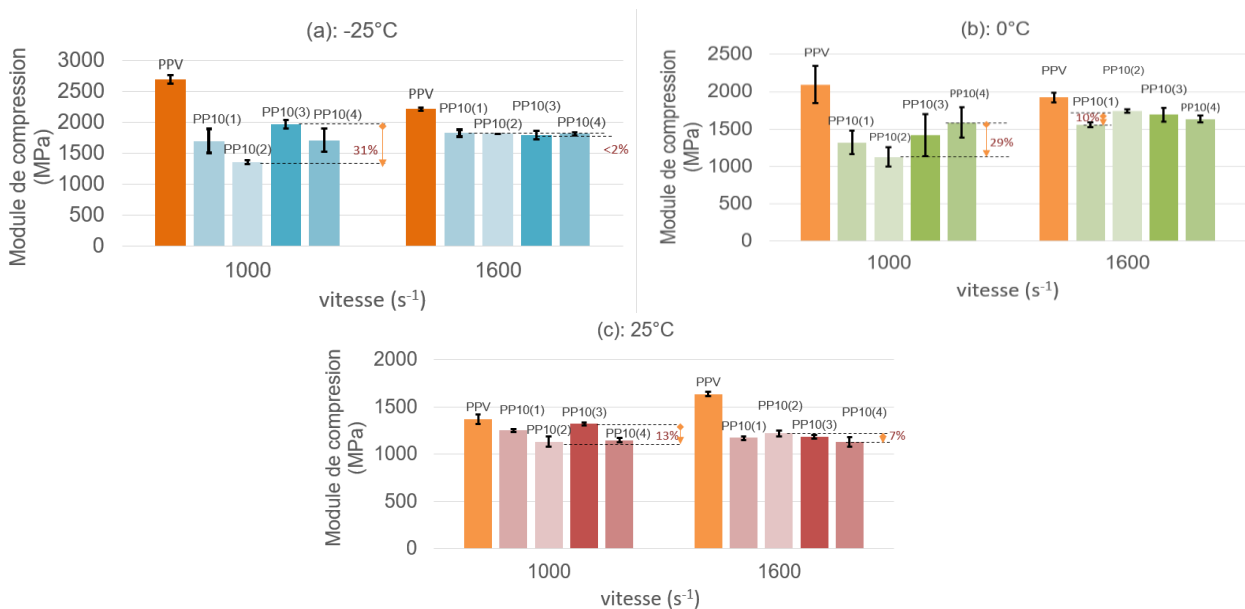 (a): -25°C
Module de compression
(MPa)
3000
2500
2000
1500
1000
500
0
PPV
PP10(1)
PP10(2)
PP10(3)
PP10(4)
31%
PPV
PP10(1)
PP10(2)
PP10(3)
PP10(4)
<2%
1000
1600
vitesse (s-1)
(b): 0°C
Module de compression
(MPa)
2500
2000
1500
1000
500
0
PPV
PP10(1)
PP10(2)
PP10(3)
PP10(4)
29%
PPV
PP10(1)
10%
PP10(2)
PP10(3)
PP10(4)
1000
1600
vitesse (s-1)
(c): 25°C
Module de compresion
(MPa)
2000
1500
1000
500
0
PPV
PP10(1)
PP10(2)
PP10(3)
PP10(4)
13%
PPV
PP10(1)
PP10(2)
PP10(3)
PP10(4)
7%
1000
1600
vitesse (s-1)